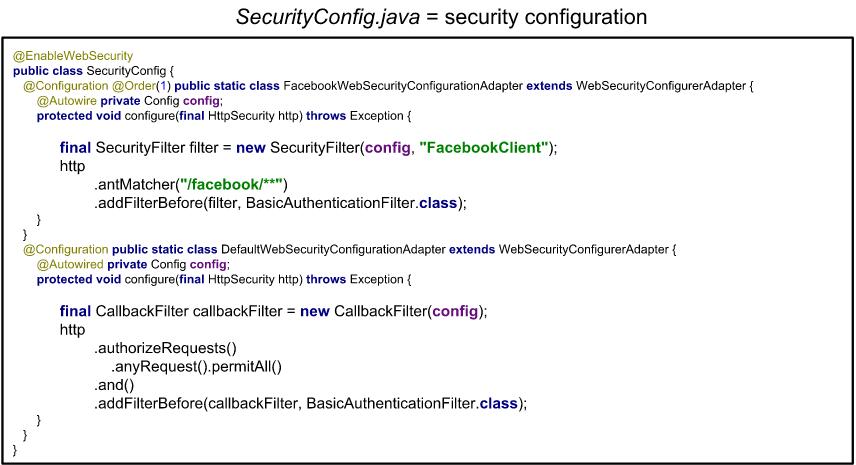 SecurityConfig.java = security configuration
@EnableWebSecurity
public class SecurityConfig {
@Configuration @Order(1) public static class FacebookWebSecurityConfigurationAdapter extends WebSecurityConfigurerAdapter {
@Autowire private Config config;
protected void configure(final HttpSecurity http) throws Exception {
final SecurityFilter filter = new SecurityFilter(config, "FacebookClient");
http
.antMatcher("/facebook/**")
.addFilterBefore(filter, BasicAuthenticationFilter.class);
}
}
@Configuration public static class DefaultWebSecurityConfigurationAdapter extends WebSecurityConfigurerAdapter {
@Autowired private Config config;
protected void configure(final HttpSecurity http) throws Exception {
final CallbackFilter callbackFilter = new CallbackFilter(config);
http
.authorizeRequests()
.anyRequest().permitAll()
.and()
.addFilterBefore(callbackFilter, BasicAuthenticationFilter.class);
}
}
}